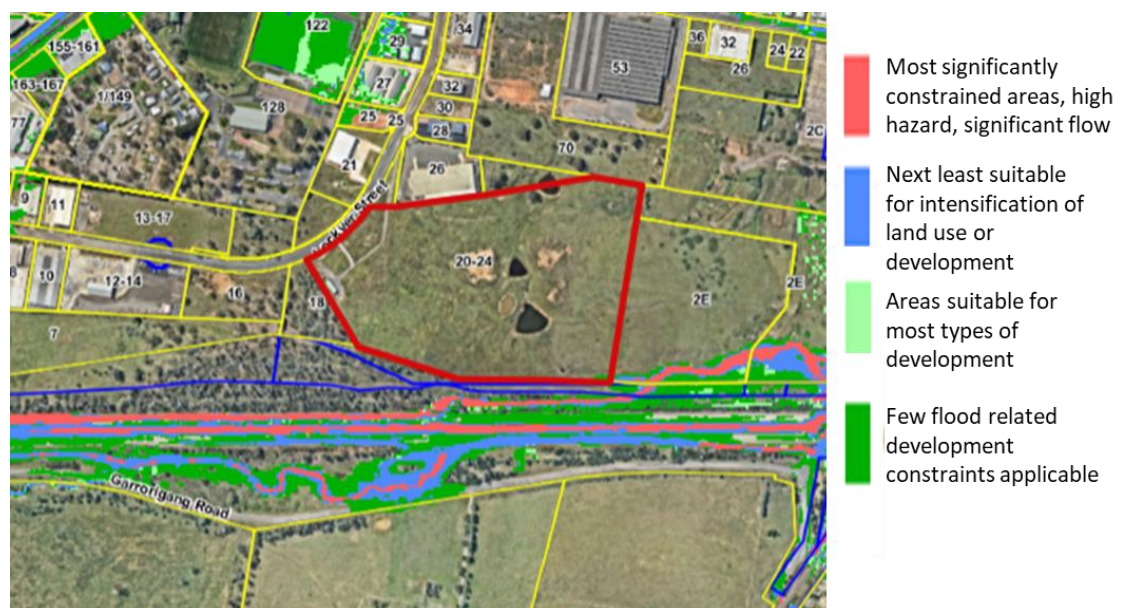 122
34
155-161
29
36
32
24
22
163-167
27
53
26
1/149
32
77
128
25
25
30
28
2C
21
70
26
9
11
13-17
20-24
10
12-14
16
18
2E
2E
7
Garrofigang Road
Most significantly
constrained areas, high
hazard, significant flow
Next least suitable
for intensification of
land use or
development
Areas suitable for
most types of
development
Few flood related
development
constraints applicable